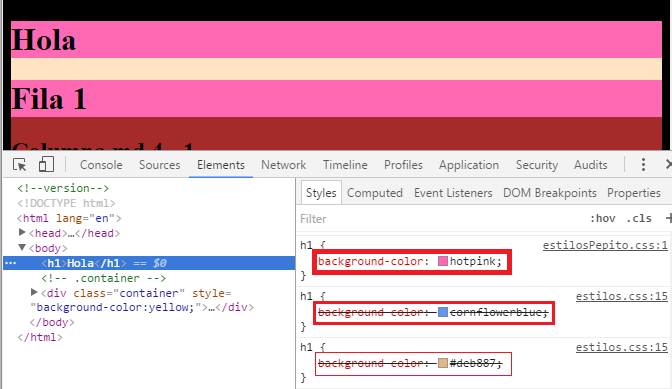 Hola
Fila 1
Columna md-4 - 1
Console Sources Elements Network Timeline Profiles Application Security Audits
<!--version-->
<!DOCTYPE html>
<html lang="en">
<head>…</head>
<body>
<h1>Hola</h1> == $0
<!-- .container -->
<div class="container" style=
"background-color:yellow;">…</div>
</body>
</html>
Styles Computed Event Listeners DOM Breakpoints Properties
Filter :hov .cls +
h1 { estilosPepito.css:1
background-color: hotpink;
}
h1 { estilos.css:15
background-color: cornflowerblue;
}
h1 { estilos.css:15
background-color: #deb887;
}